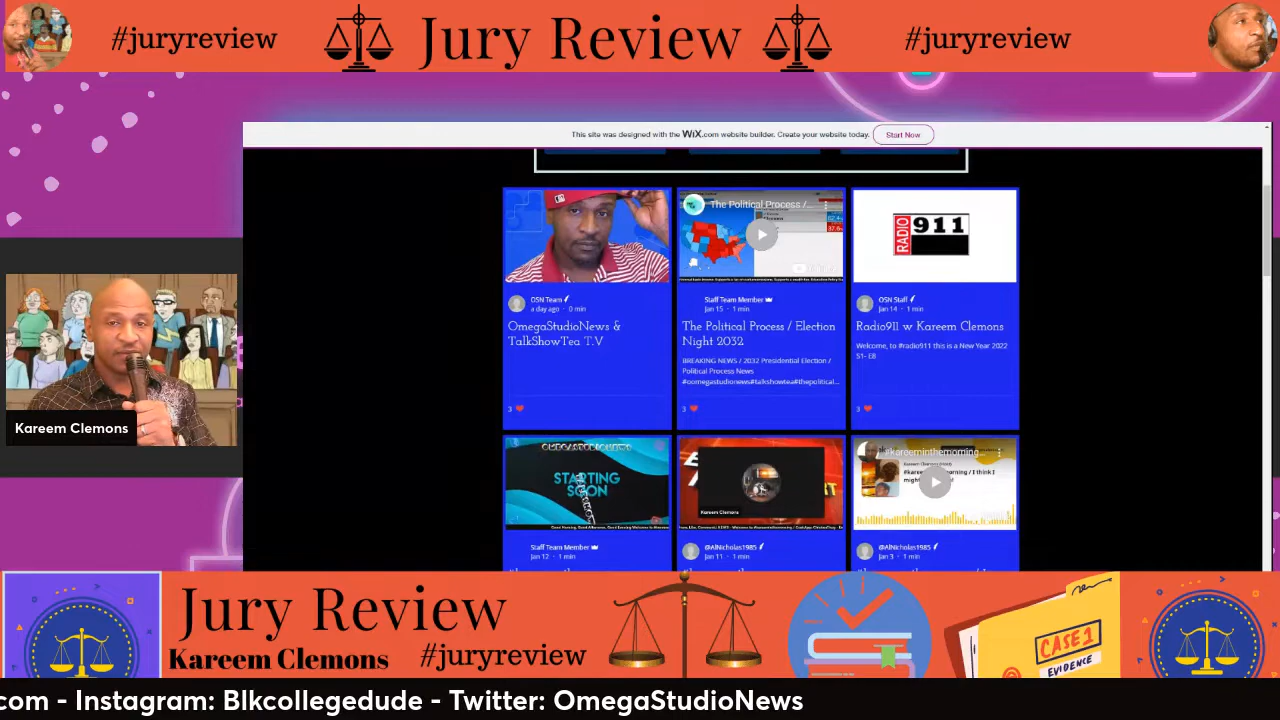 #juryreview
Jury Review
#juryreview
This site was designed with the WiX.com website builder. Create your website today.
Start Now
The Political Process /...
RADIO
911
OSN Team
a day ago · 0 min
OmegaStudioNews &
TalkShowTea T.V
3
Staff Team Member
Jan 15 · 1 min
The Political Process / Election
Night 2032
BREAKING NEWS / 2032 Presidential Election /
Political Process News
#oomegastudionews#talkshowtea#thepolitical...
3
OSN Staff
Jan 14 · 1 min
Radio911 w Kareem Clemons
Welcome, to #radio911 this is a New Year 2022
S1- E8
3
Kareem Clemons
OMEGASTUDIONEWS
STARTING
SOON
Kareem Clemons
#kareeminthemorning...
Kareem Clemons (Host)
Staff Team Member
Jan 12 · 1 min
@AlNicholas1985
Jan 11 · 1 min
@AlNicholas1985
Jan 3 · 1 min
Jury Review
Kareem Clemons
#juryreview
CASE 1
EVIDENCE
com - Instagram: Blkcollegedude - Twitter: OmegaStudioNews